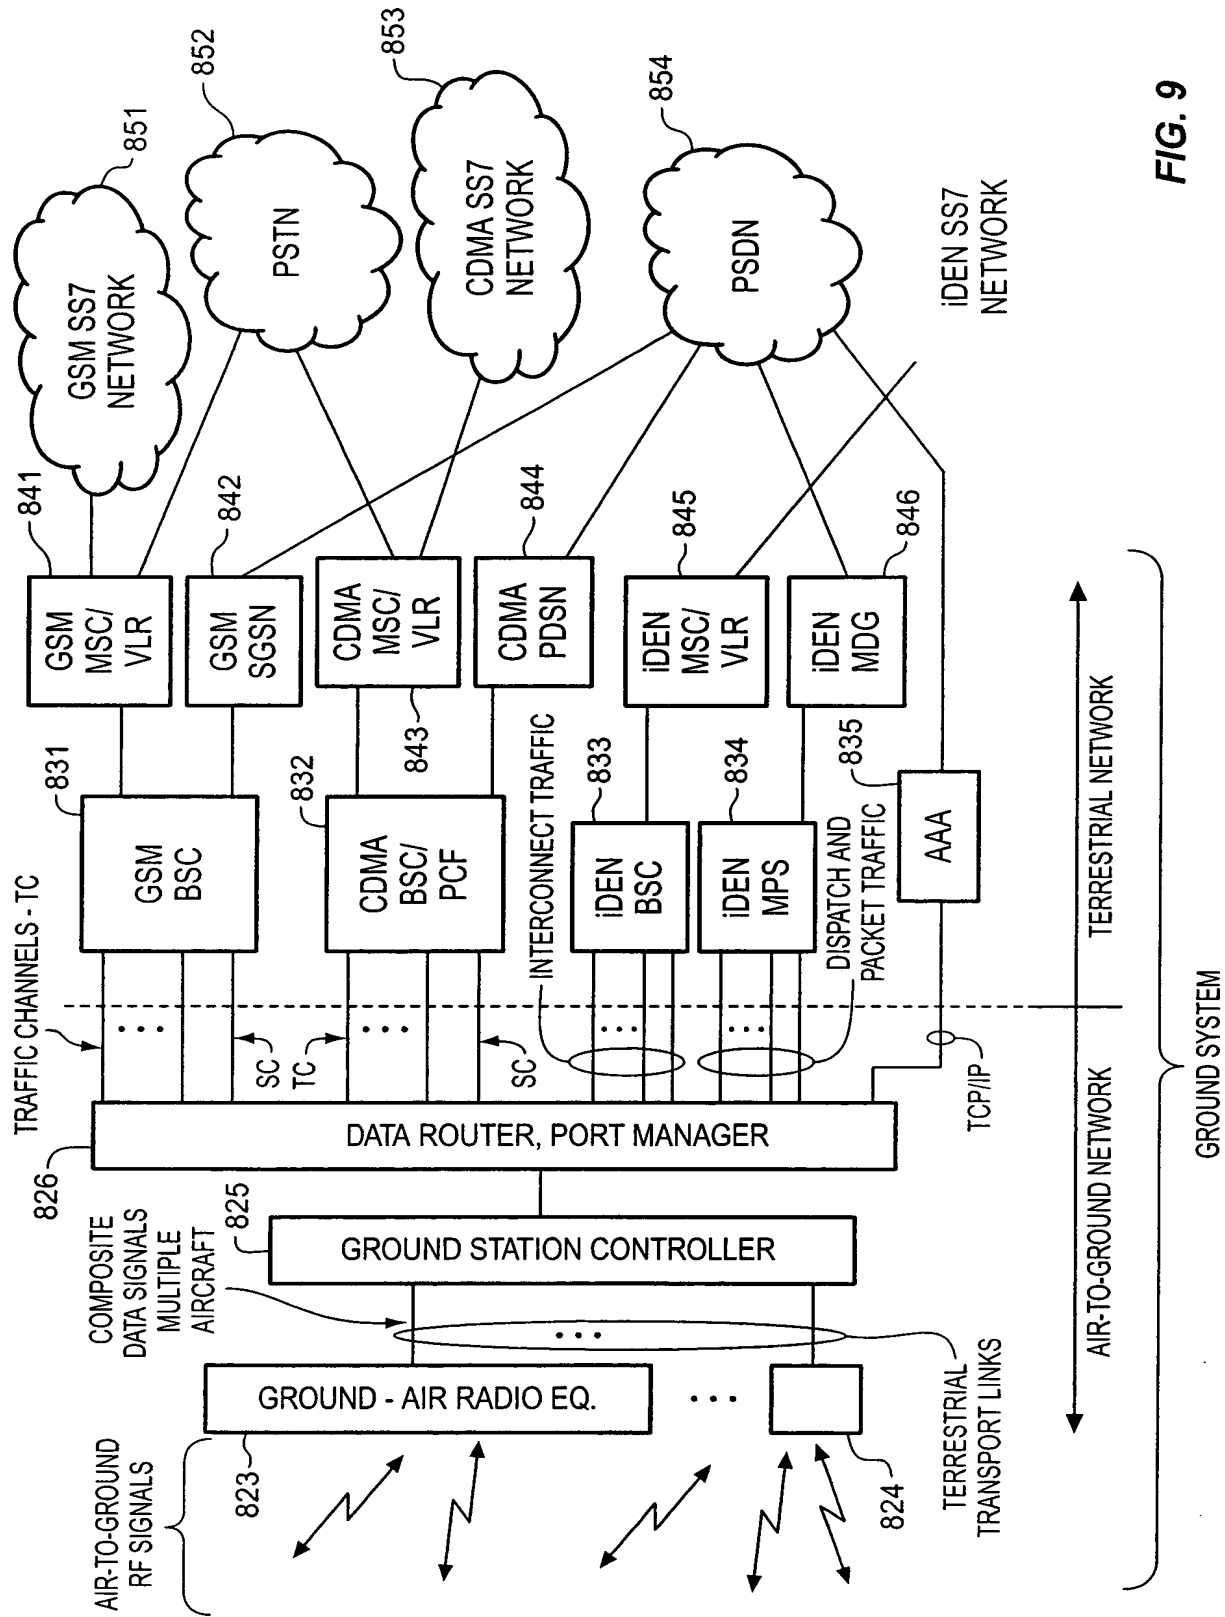 AIR-TO-GROUND
RF SIGNALS
823
GROUND - AIR RADIO EQ.
824
COMPOSITE
DATA SIGNALS
MULTIPLE
AIRCRAFT
TERRESTRIAL
TRANSPORT LINKS
825
GROUND STATION CONTROLLER
826
DATA ROUTER, PORT MANAGER
TRAFFIC CHANNELS - TC
SC
TC
SC
INTERCONNECT TRAFFIC
DISPATCH AND
PACKET TRAFFIC
TCP/IP
831
GSM
BSC
832
CDMA
BSC/
PCF
833
iDEN
BSC
834
iDEN
MPS
835
AAA
841
GSM
MSC/
VLR
842
GSM
SGSN
843
CDMA
MSC/
VLR
844
CDMA
PDSN
845
iDEN
MSC/
VLR
846
iDEN
MDG
851
GSM SS7
NETWORK
852
PSTN
853
CDMA SS7
NETWORK
854
PSDN
iDEN SS7
NETWORK
AIR-TO-GROUND NETWORK
TERRESTRIAL NETWORK
GROUND SYSTEM
FIG. 9